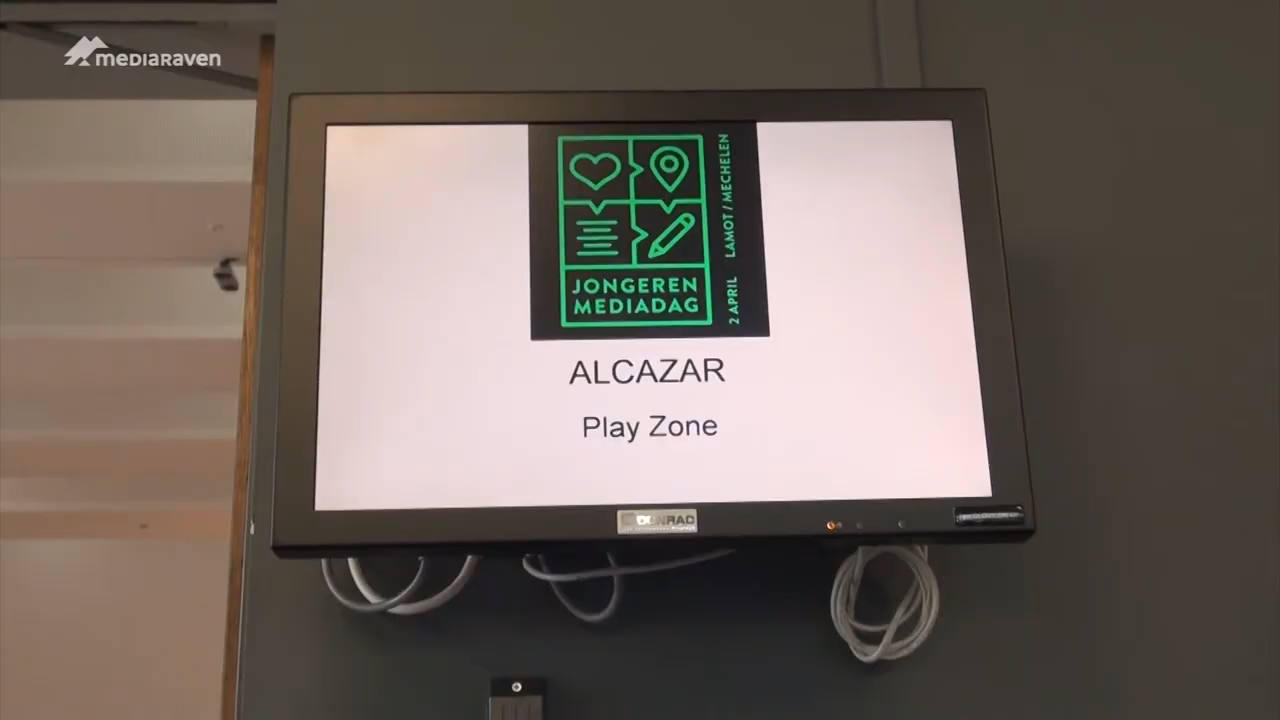 mediaRaven
JONGEREN
MEDIADAG
2 APRIL LAMOT / MECHELEN
ALCAZAR
Play Zone